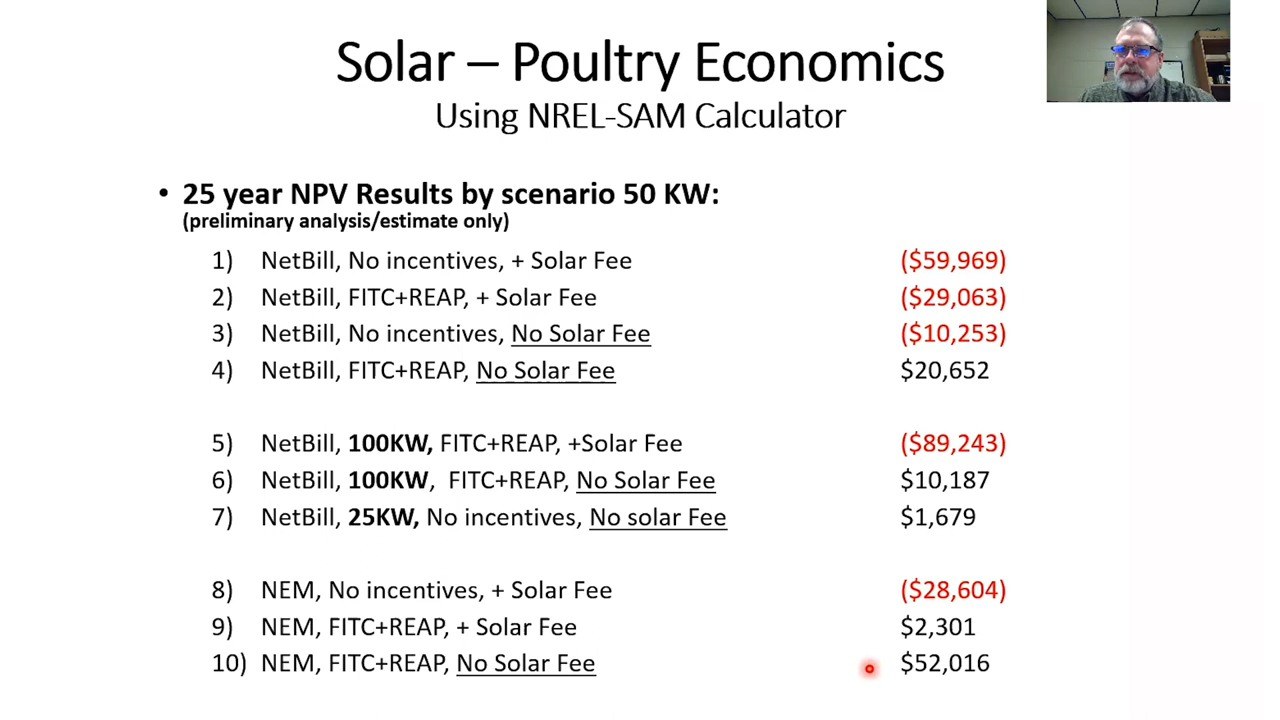 Solar – Poultry Economics
Using NREL-SAM Calculator
• 25 year NPV Results by scenario 50 KW:
(preliminary analysis/estimate only)
1) NetBill, No incentives, + Solar Fee ($59,969)
2) NetBill, FITC+REAP, + Solar Fee ($29,063)
3) NetBill, No incentives, No Solar Fee ($10,253)
4) NetBill, FITC+REAP, No Solar Fee $20,652
5) NetBill, 100KW, FITC+REAP, +Solar Fee ($89,243)
6) NetBill, 100KW, FITC+REAP, No Solar Fee $10,187
7) NetBill, 25KW, No incentives, No solar Fee $1,679
8) NEM, No incentives, + Solar Fee ($28,604)
9) NEM, FITC+REAP, + Solar Fee $2,301
10) NEM, FITC+REAP, No Solar Fee $52,016